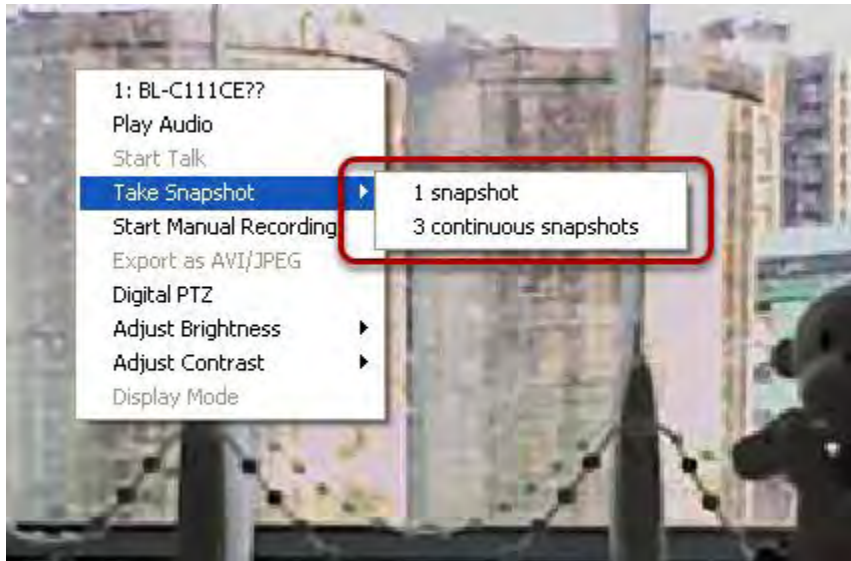 1: BL-C111CE??
Play Audio
Start Talk
Take Snapshot
1 snapshot
3 continuous snapshots
Start Manual Recording
Export as AVI/JPEG
Digital PTZ
Adjust Brightness
Adjust Contrast
Display Mode